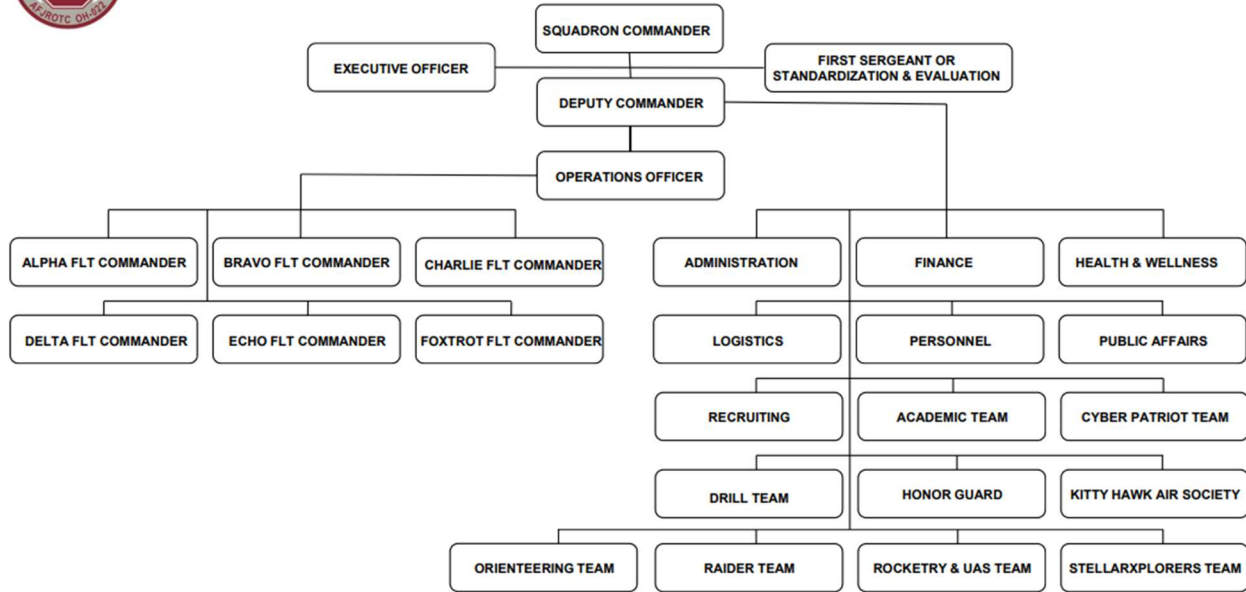 AFJROTC OH-022
SQUADRON COMMANDER
EXECUTIVE OFFICER
FIRST SERGEANT OR
STANDARDIZATION & EVALUATION
DEPUTY COMMANDER
OPERATIONS OFFICER
ALPHA FLT COMMANDER
BRAVO FLT COMMANDER
CHARLIE FLT COMMANDER
ADMINISTRATION
FINANCE
HEALTH & WELLNESS
DELTA FLT COMMANDER
ECHO FLT COMMANDER
FOXTROT FLT COMMANDER
LOGISTICS
PERSONNEL
PUBLIC AFFAIRS
RECRUITING
ACADEMIC TEAM
CYBER PATRIOT TEAM
DRILL TEAM
HONOR GUARD
KITTY HAWK AIR SOCIETY
ORIENTEERING TEAM
RAIDER TEAM
ROCKETRY & UAS TEAM
STELLARXPLORERS TEAM